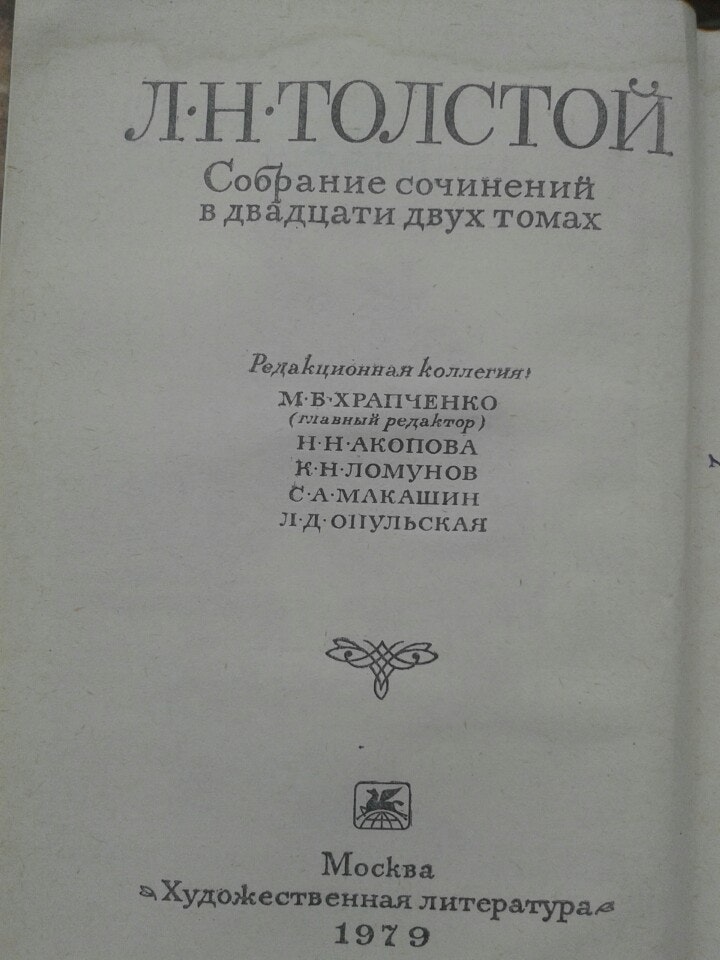 Л·Н·ТОЛСТОЙ
Собрание сочинений
в двадцати двух томах
Редакционная коллегия:
М·Б·ХРАПЧЕНКО
(главный редактор)
Н·Н·АКОПОВА
К·Н·ЛОМУНОВ
С·А·МАКАШИН
Л·Д·ОПУЛЬСКАЯ
Москва
Художественная литература
1979